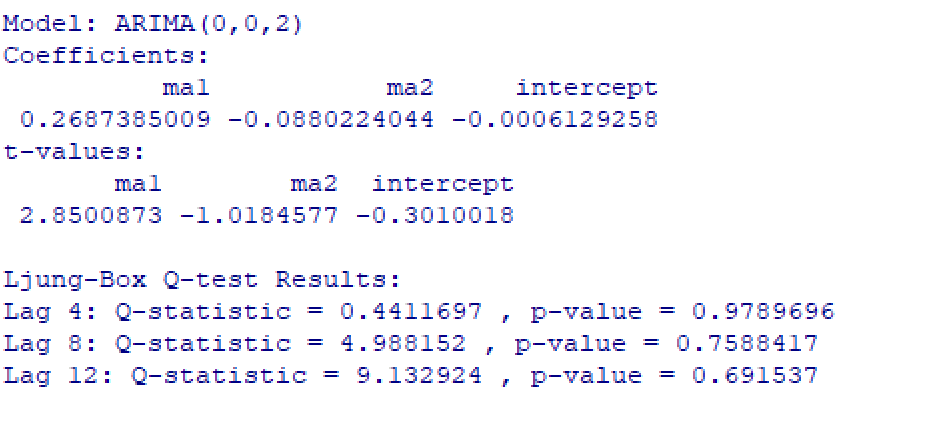 Model: ARIMA(0,0,2)
Coefficients:
ma1 ma2 intercept
0.2687385009 -0.0880224044 -0.0006129258
t-values:
ma1 ma2 intercept
2.8500873 -1.0184577 -0.3010018
Ljung-Box Q-test Results:
Lag 4: Q-statistic = 0.4411697 , p-value = 0.9789696
Lag 8: Q-statistic = 4.988152 , p-value = 0.7588417
Lag 12: Q-statistic = 9.132924 , p-value = 0.691537